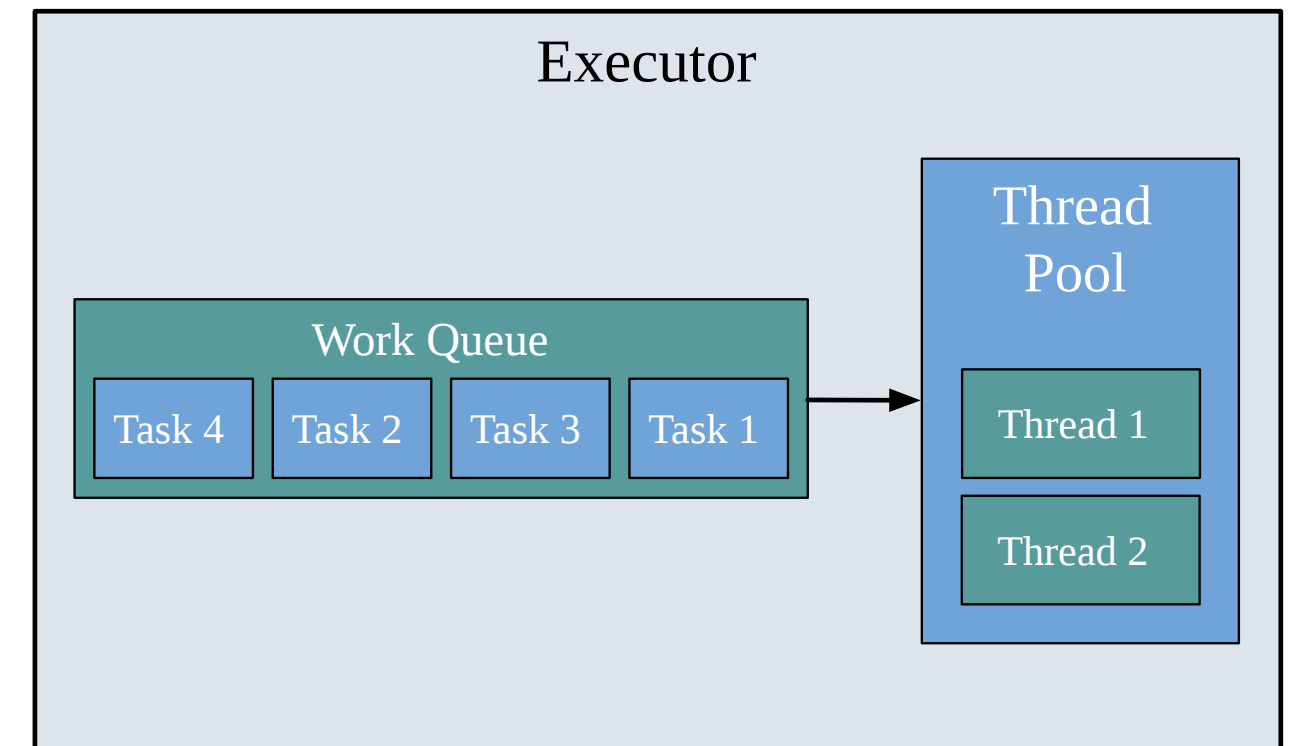 Executor
Thread
Pool
Work Queue
Task 4 Task 2 Task 3 Task 1
Thread 1
Thread 2